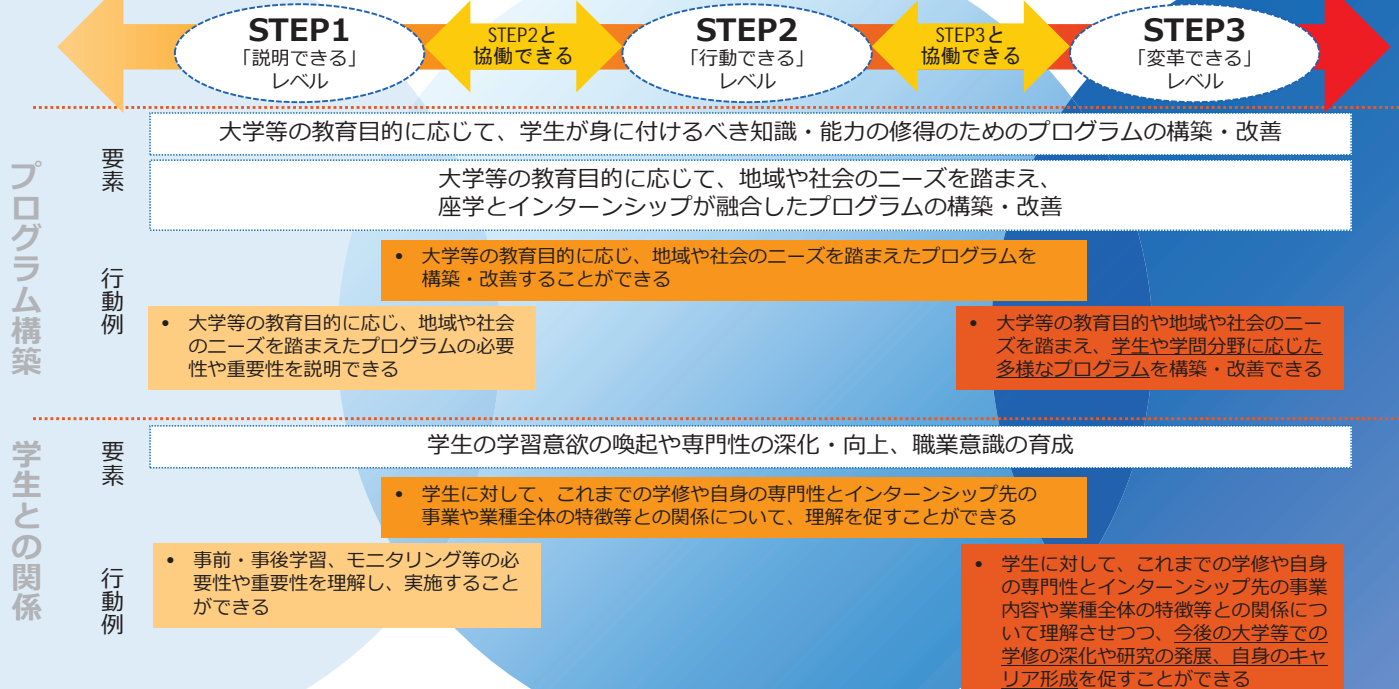 STEP1
「説明できる」
レベル
STEP2と
協働できる
STEP2
「行動できる」
レベル
STEP3と
協働できる
STEP3
「変革できる」
レベル
プログラム構築
要素
大学等の教育目的に応じて、学生が身に付けるべき知識・能力の修得のためのプログラムの構築・改善
大学等の教育目的に応じて、地域や社会のニーズを踏まえ、
座学とインターンシップが融合したプログラムの構築・改善
行動例
• 大学等の教育目的に応じ、地域や社会のニーズを踏まえたプログラムを
構築・改善することができる
• 大学等の教育目的に応じ、地域や社会
のニーズを踏まえたプログラムの必要
性や重要性を説明できる
• 大学等の教育目的や地域や社会のニー
ズを踏まえ、学生や学問分野に応じた
多様なプログラムを構築・改善できる
学生との関係
要素
学生の学習意欲の喚起や専門性の深化・向上、職業意識の育成
行動例
• 学生に対して、これまでの学修や自身の専門性とインターンシップ先の
事業や業種全体の特徴等との関係について、理解を促すことができる
• 事前・事後学習、モニタリング等の必
要性や重要性を理解し、実施すること
ができる
• 学生に対して、これまでの学修や自身
の専門性とインターンシップ先の事業
内容や業種全体の特徴等との関係につ
いて理解させつつ、今後の大学等での
学修の深化や研究の発展、自身のキャ
リア形成を促すことができる